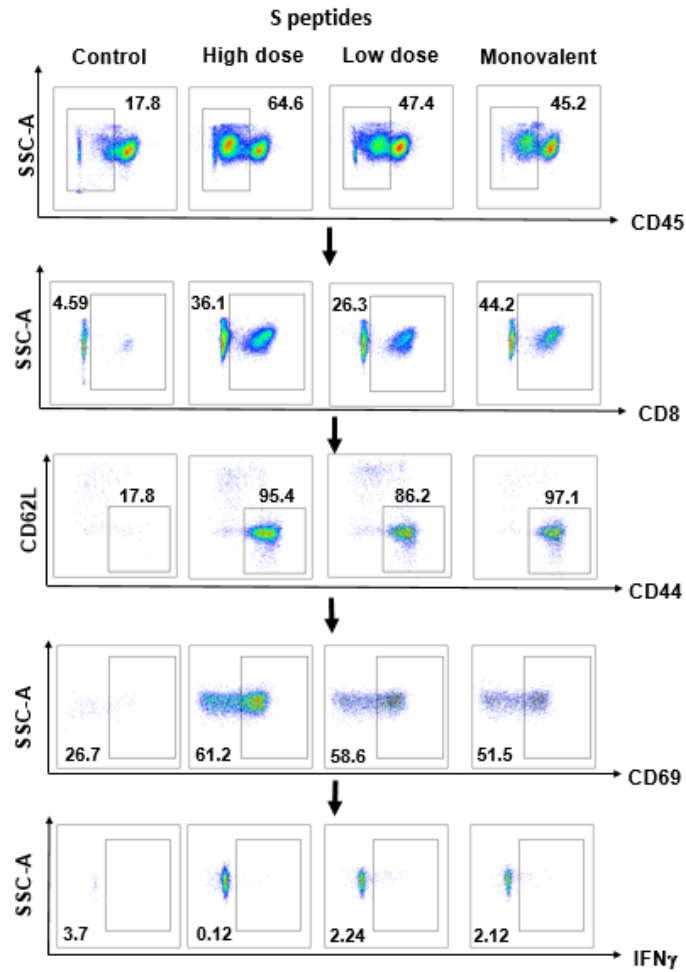 S peptides
Control High dose Low dose Monovalent
SSC-A
17.8 64.6 47.4 45.2
CD45
SSC-A
4.59 36.1 26.3 44.2
CD8
CD62L
17.8 95.4 86.2 97.1
CD44
SSC-A
26.7 61.2 58.6 51.5
CD69
SSC-A
3.7 0.12 2.24 2.12
IFNγ